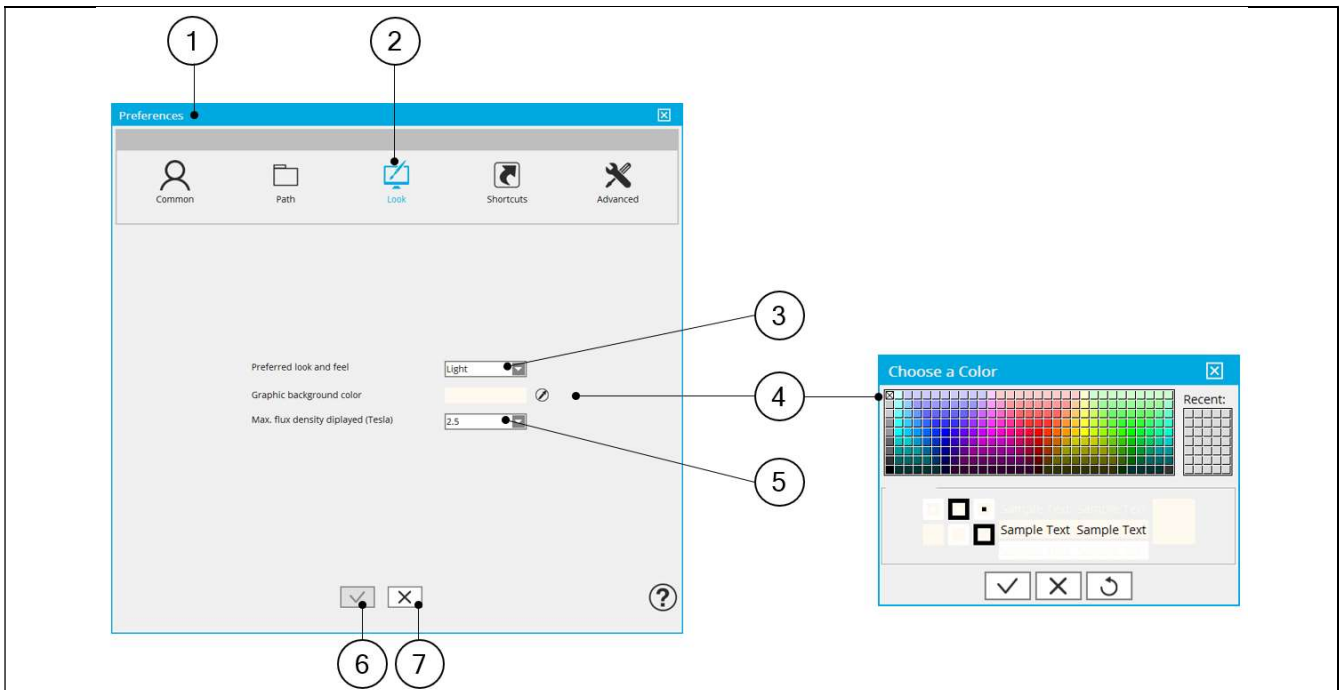 1 2
Preferences
Common Path Look Shortcuts Advanced
3
Preferred look and feel Light
Graphic background color
4
Max. flux density diplayed (Tesla) 2.5
5
Choose a Color
Recent:
Sample Text Sample Text
Sample Text Sample Text
?
6 7